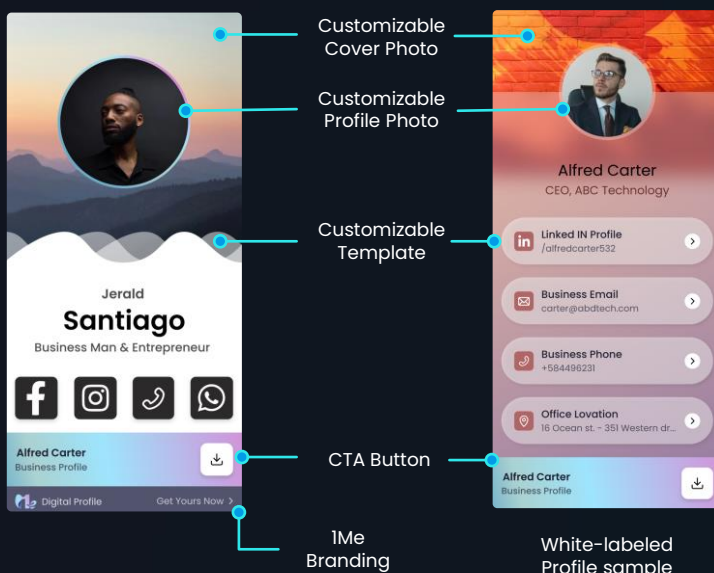 Jerald
Santiago
Business Man & Entrepreneur
Alfred Carter
Business Profile
Digital Profile
Get Yours Now
Customizable
Cover Photo
Customizable
Profile Photo
Customizable
Template
CTA Button
1Me
Branding
Alfred Carter
CEO, ABC Technology
in
Linked IN Profile
/alfredcarter532
Business Email
carter@abdtech.com
Business Phone
+584496231
Office Lovation
16 Ocean st. - 351 Western dr...
Alfred Carter
Business Profile
White-labeled
Profile sample